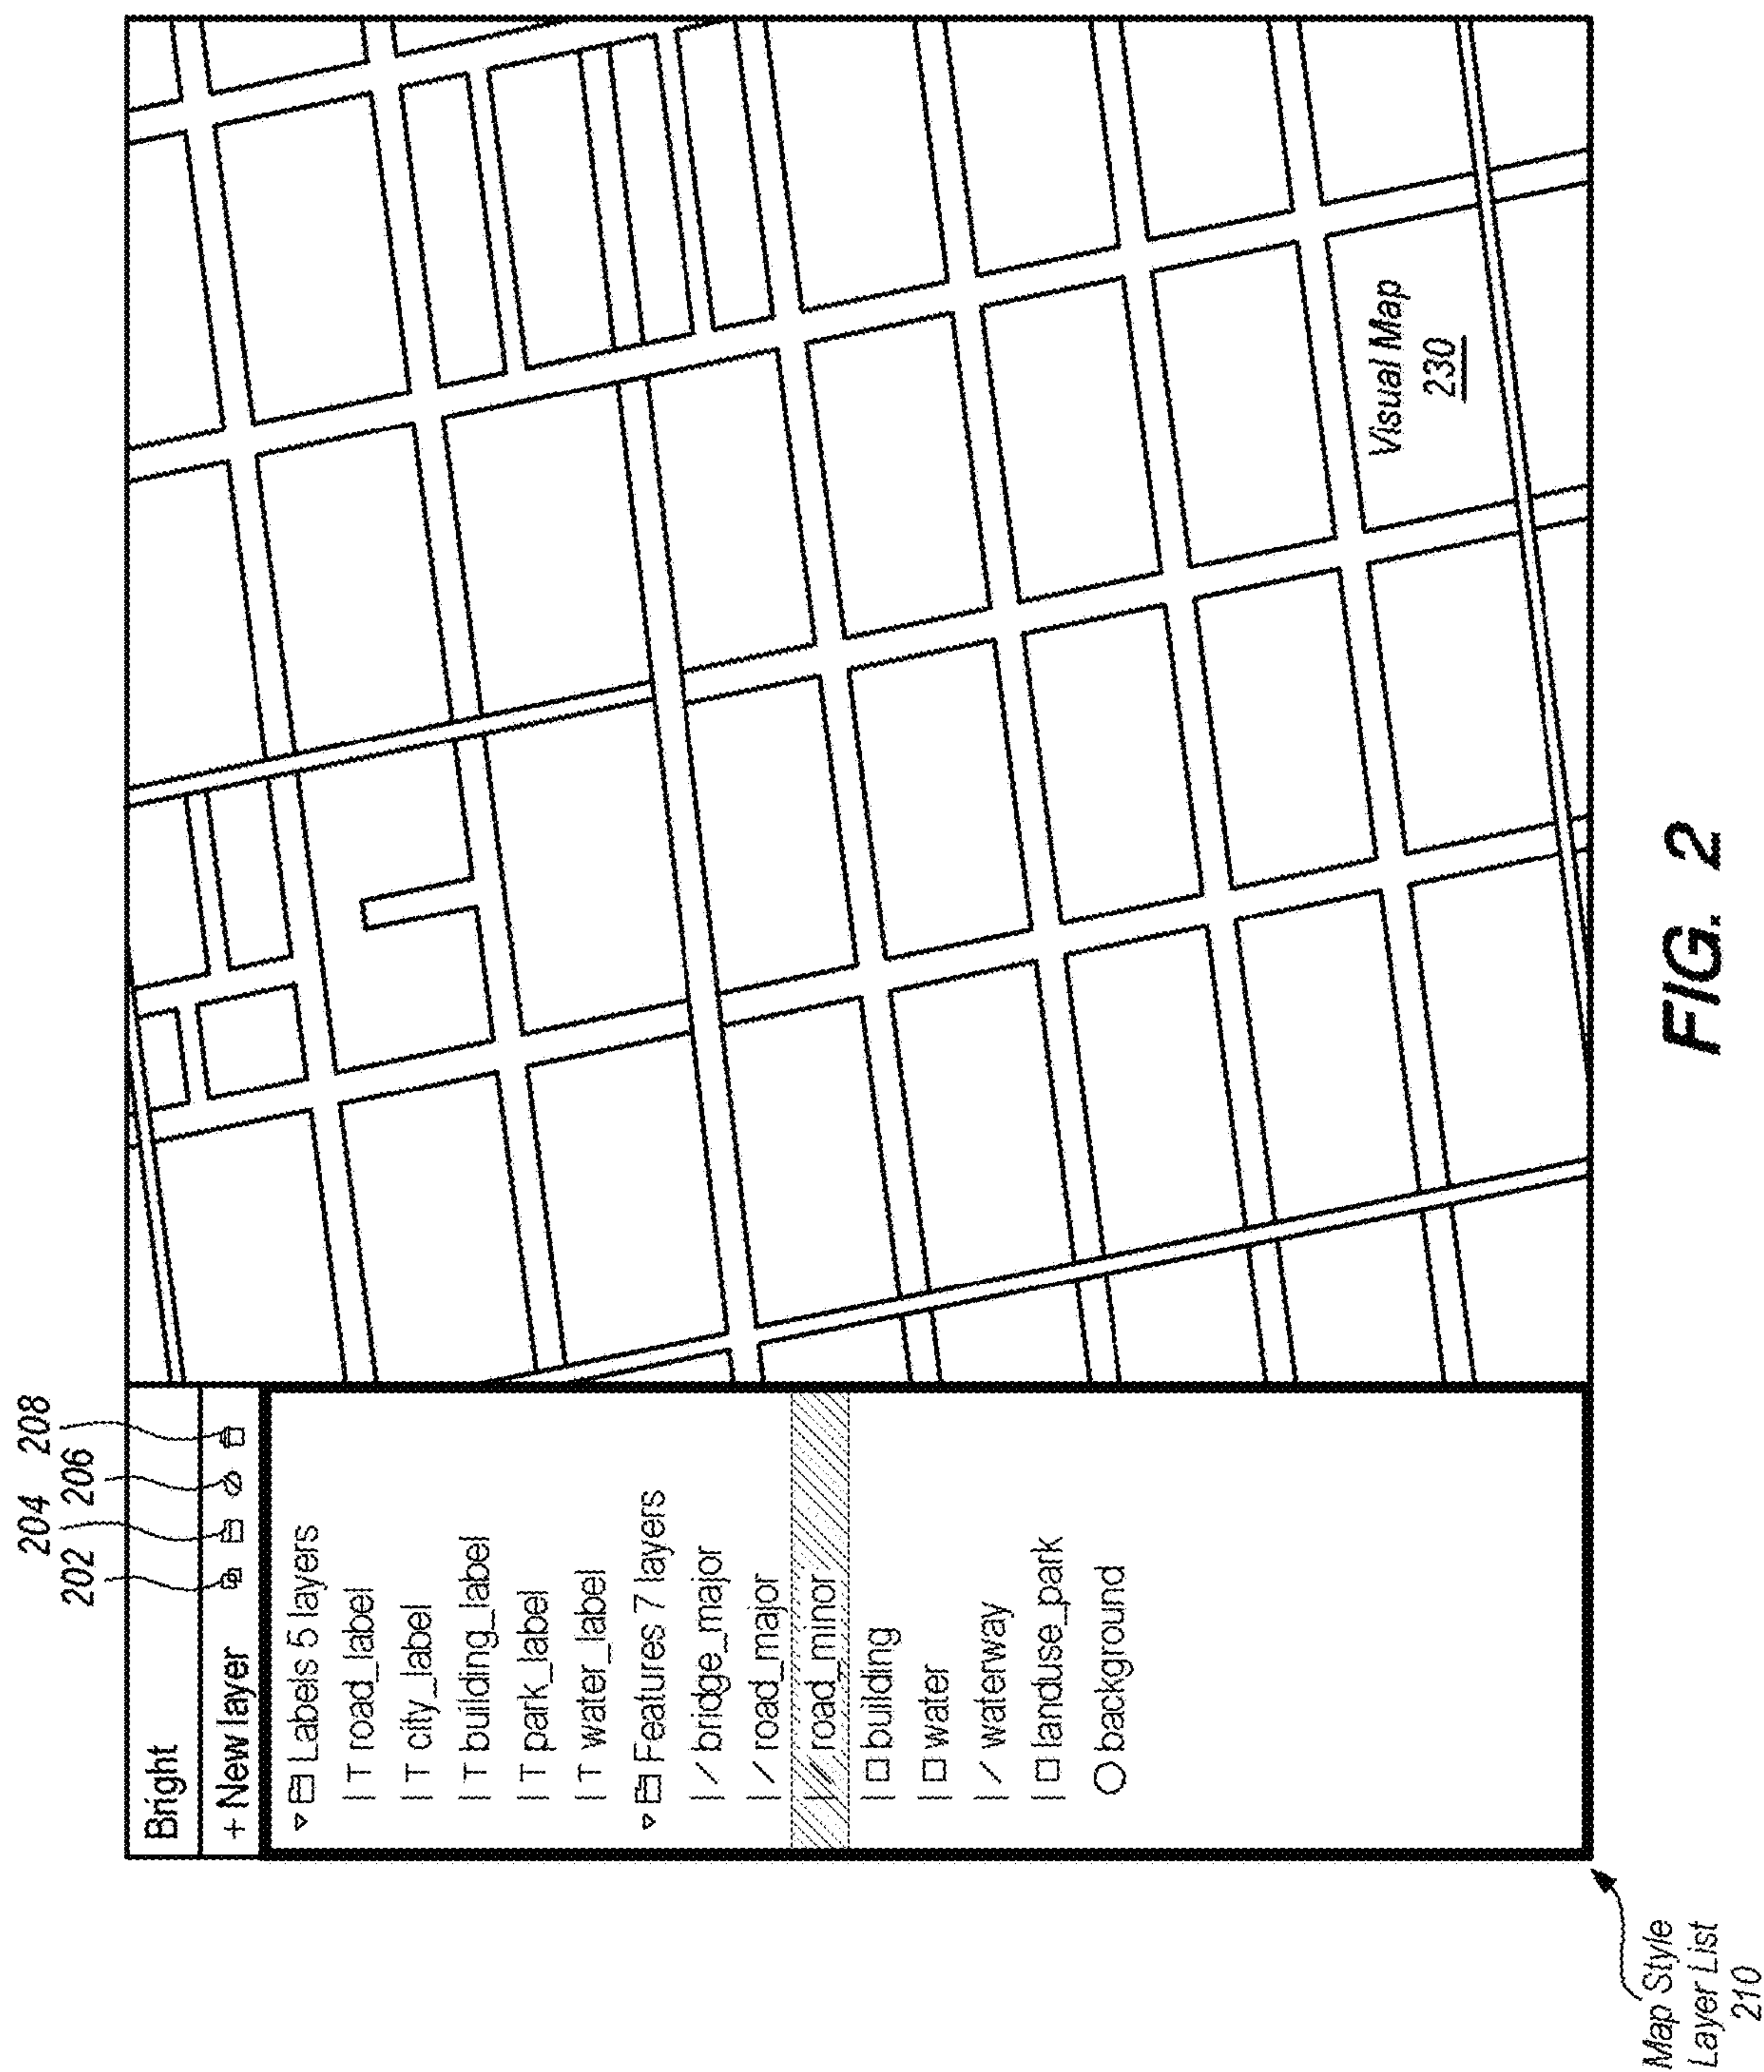 204 208
202 206
Bright
+ New layer
Labels 5 layers
T road_label
T city_label
T building_label
T park_label
T water_label
Features 7 layers
bridge_major
road_major
road_minor
building
water
waterway
landuse_park
background
Visual Map
230
Map Style
Layer List
210
FIG. 2